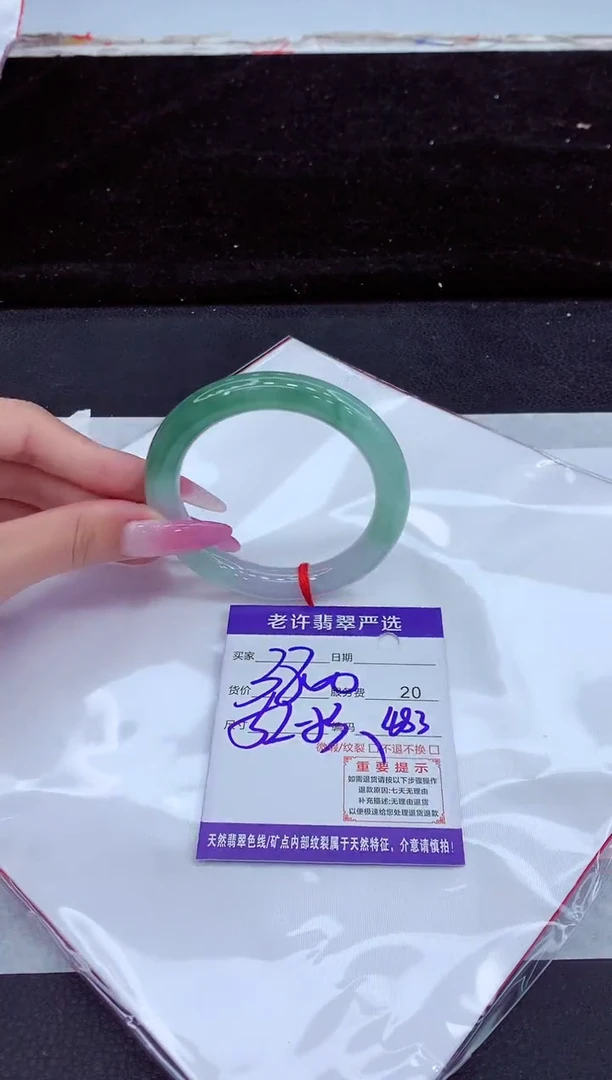 老许翡翠严选
买家 日期
货价 服务费 20
尺寸 编码 483
微瑕/纹裂□不退不换□
重要提示
如需退货请按以下步骤操作
退款原因:七天无理由
补充描述:无理由退货
以便极速给您处理退货退款
天然翡翠色线/矿点内部纹裂属于天然特征，介意请慎拍!